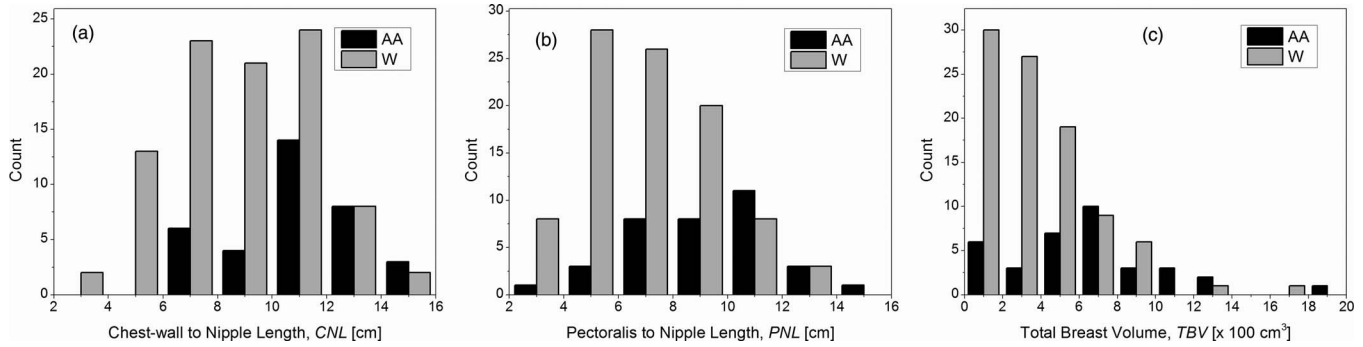 (a)
AA
W
Count
25
20
15
10
5
0
2 4 6 8 10 12 14 16
Chest-wall to Nipple Length, CNL [cm]
(b)
AA
W
Count
30
25
20
15
10
5
0
2 4 6 8 10 12 14 16
Pectoralis to Nipple Length, PNL [cm]
(c)
AA
W
Count
30
25
20
15
10
5
0
0 2 4 6 8 10 12 14 16 18 20
Total Breast Volume, TBV [x 100 cm³]